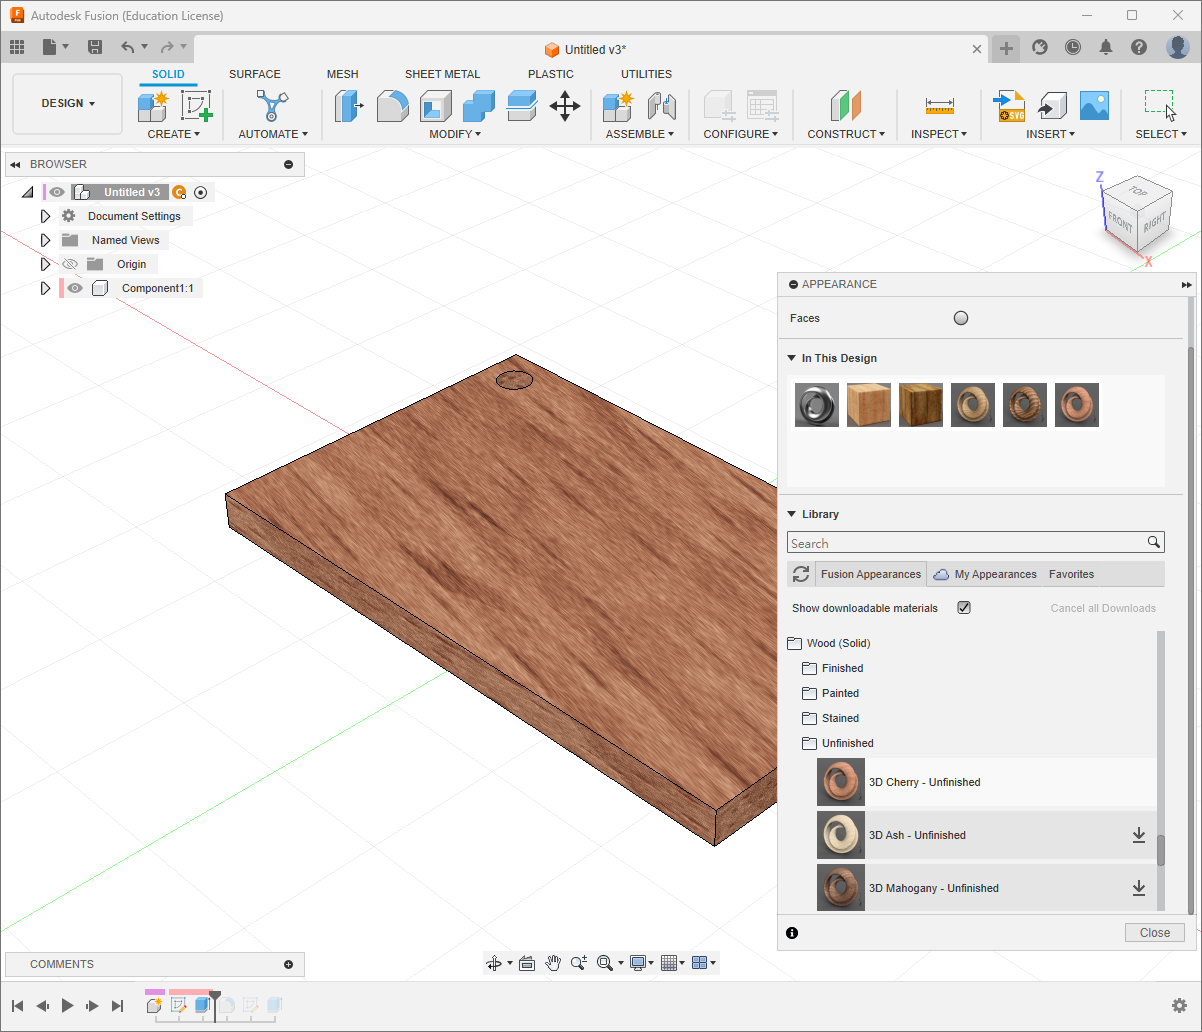 Autodesk Fusion (Education License)
Untitled v3*
DESIGN
SOLID SURFACE MESH SHEET METAL PLASTIC UTILITIES
CREATE AUTOMATE MODIFY ASSEMBLE CONFIGURE CONSTRUCT INSPECT INSERT SELECT
SVG
BROWSER
Untitled v3
Document Settings
Named Views
Origin
Component1:1
Z
TOP
FRONT RIGHT
X
APPEARANCE
Faces
In This Design
Library
Search
Fusion Appearances My Appearances Favorites
Show downloadable materials Cancel all Downloads
Wood (Solid)
Finished
Painted
Stained
Unfinished
3D Cherry - Unfinished
3D Ash - Unfinished
3D Mahogany - Unfinished
Close
COMMENTS